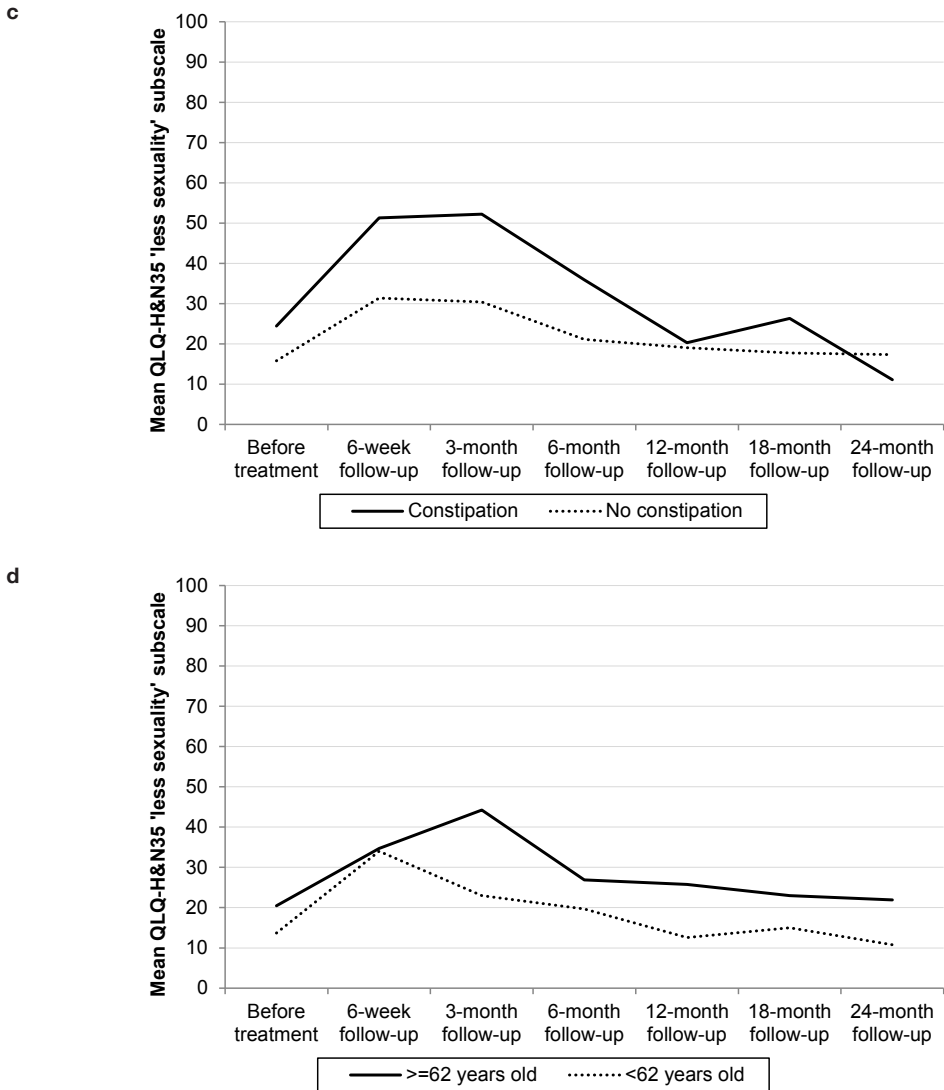 c
Mean QLQ-H&N35 'less sexuality' subscale
100
90
80
70
60
50
40
30
20
10
0
Before treatment
6-week follow-up
3-month follow-up
6-month follow-up
12-month follow-up
18-month follow-up
24-month follow-up
Constipation
No constipation
d
Mean QLQ-H&N35 'less sexuality' subscale
100
90
80
70
60
50
40
30
20
10
0
Before treatment
6-week follow-up
3-month follow-up
6-month follow-up
12-month follow-up
18-month follow-up
24-month follow-up
>=62 years old
<62 years old